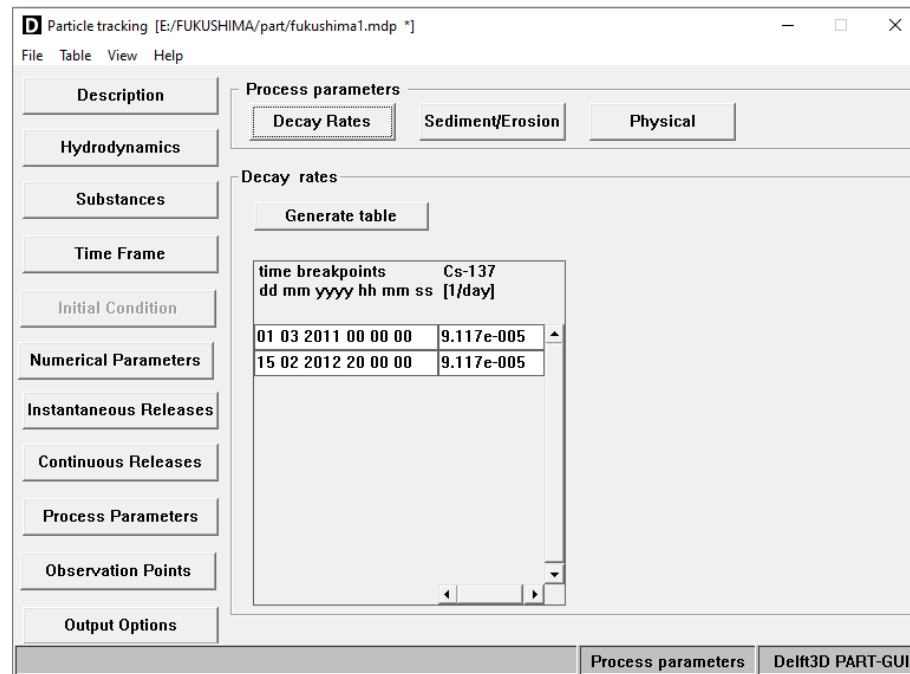 D Particle tracking [E:/FUKUSHIMA/part/fukushima1.mdp *]
File Table View Help
Description
Hydrodynamics
Substances
Time Frame
Initial Condition
Numerical Parameters
Instantaneous Releases
Continuous Releases
Process Parameters
Observation Points
Output Options
Process parameters
Decay Rates Sediment/Erosion Physical
Decay rates
Generate table
time breakpoints Cs-137
dd mm yyyy hh mm ss [1/day]
01 03 2011 00 00 00 9.117e-005
15 02 2012 20 00 00 9.117e-005
Process parameters Delft3D PART-GUI